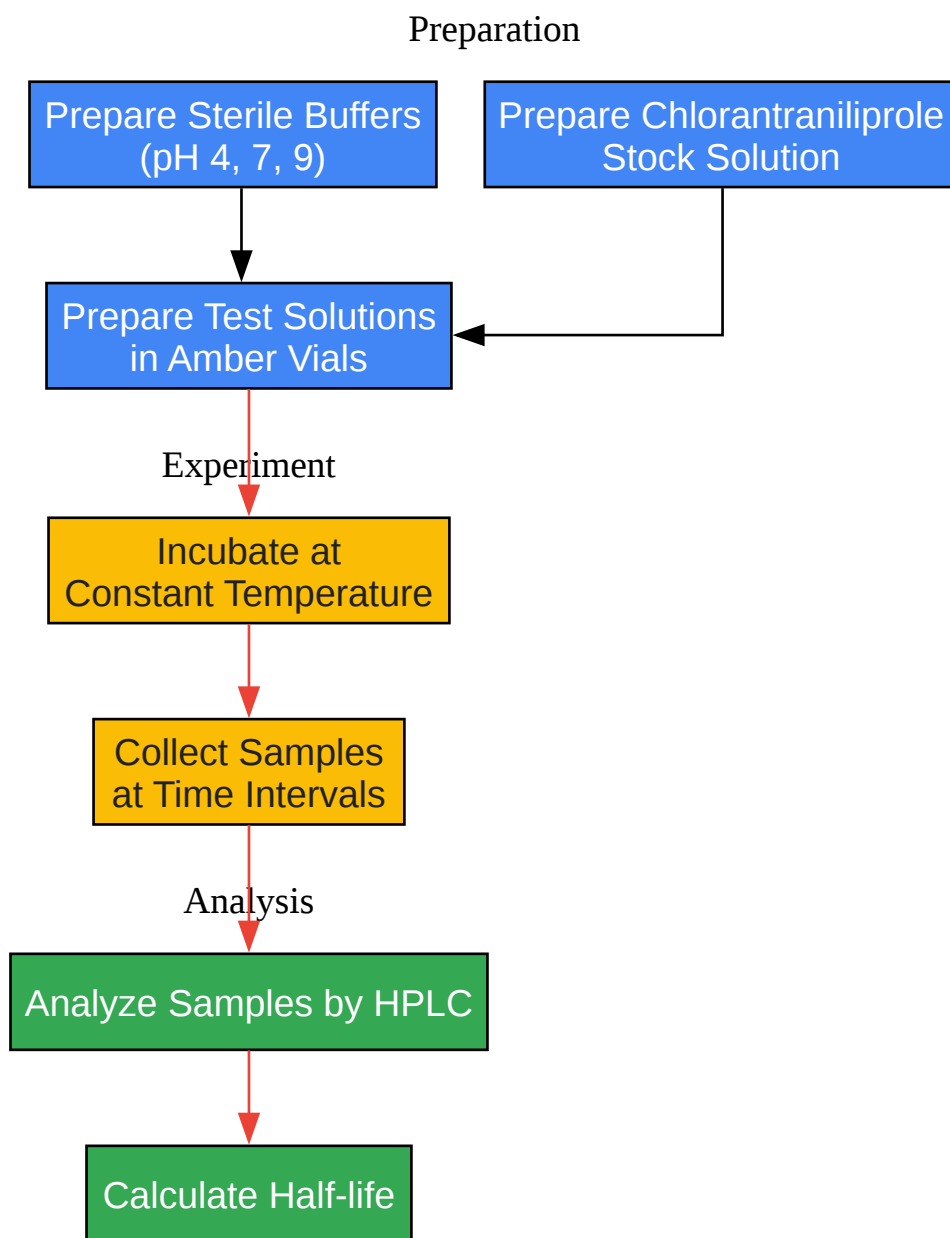 Preparation
Prepare Sterile Buffers
(pH 4, 7, 9)
Prepare Chlorantraniliprole
Stock Solution
Prepare Test Solutions
in Amber Vials
Experiment
Incubate at
Constant Temperature
Collect Samples
at Time Intervals
Analysis
Analyze Samples by HPLC
Calculate Half-life